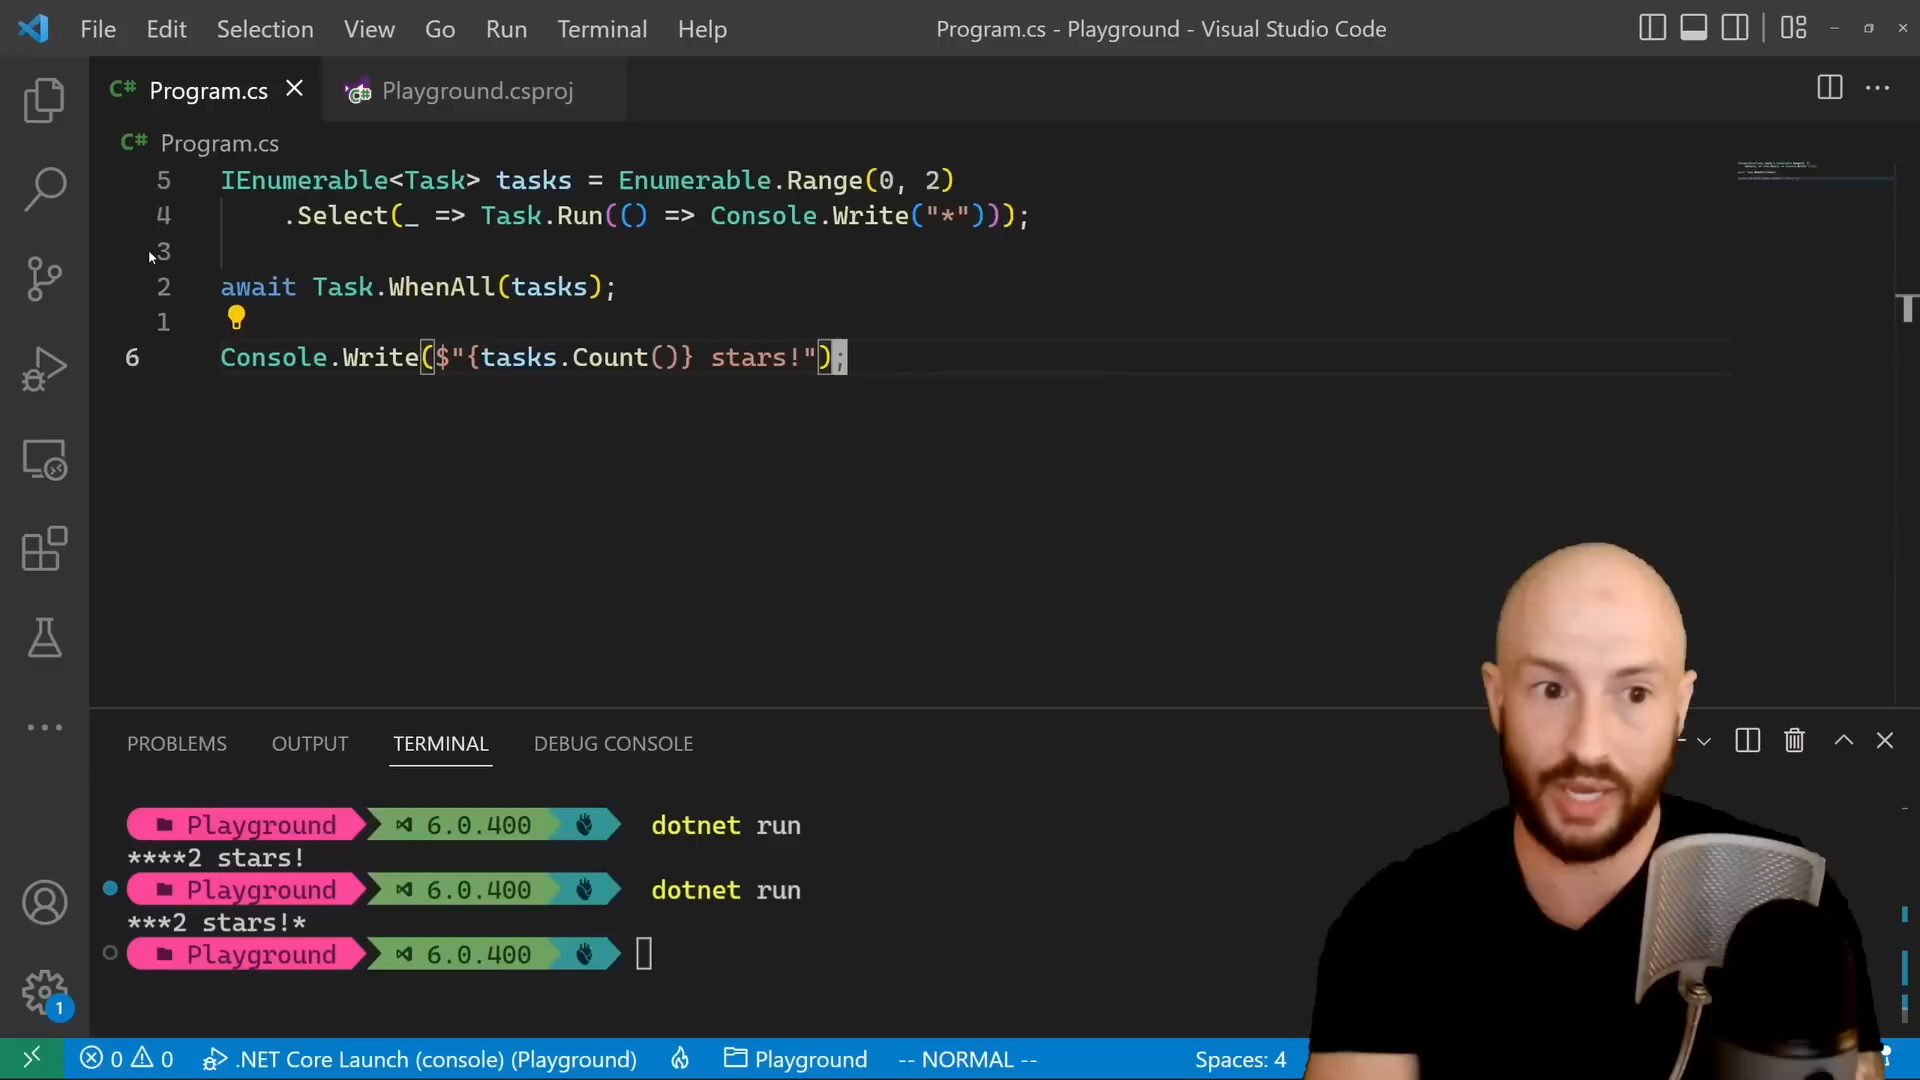 File Edit Selection View Go Run Terminal Help Program.cs - Playground - Visual Studio Code
C# Program.cs Playground.csproj
C# Program.cs
5 IEnumerable<Task> tasks = Enumerable.Range(0, 2)
4 .Select(_ => Task.Run(() => Console.Write("*")));
3
2 await Task.WhenAll(tasks);
1
6 Console.Write($"{tasks.Count()} stars!");
PROBLEMS OUTPUT TERMINAL DEBUG CONSOLE
Playground 6.0.400 dotnet run
****2 stars!
Playground 6.0.400 dotnet run
***2 stars!*
Playground 6.0.400
1
0 0 .NET Core Launch (console) (Playground) Playground -- NORMAL -- Spaces: 4